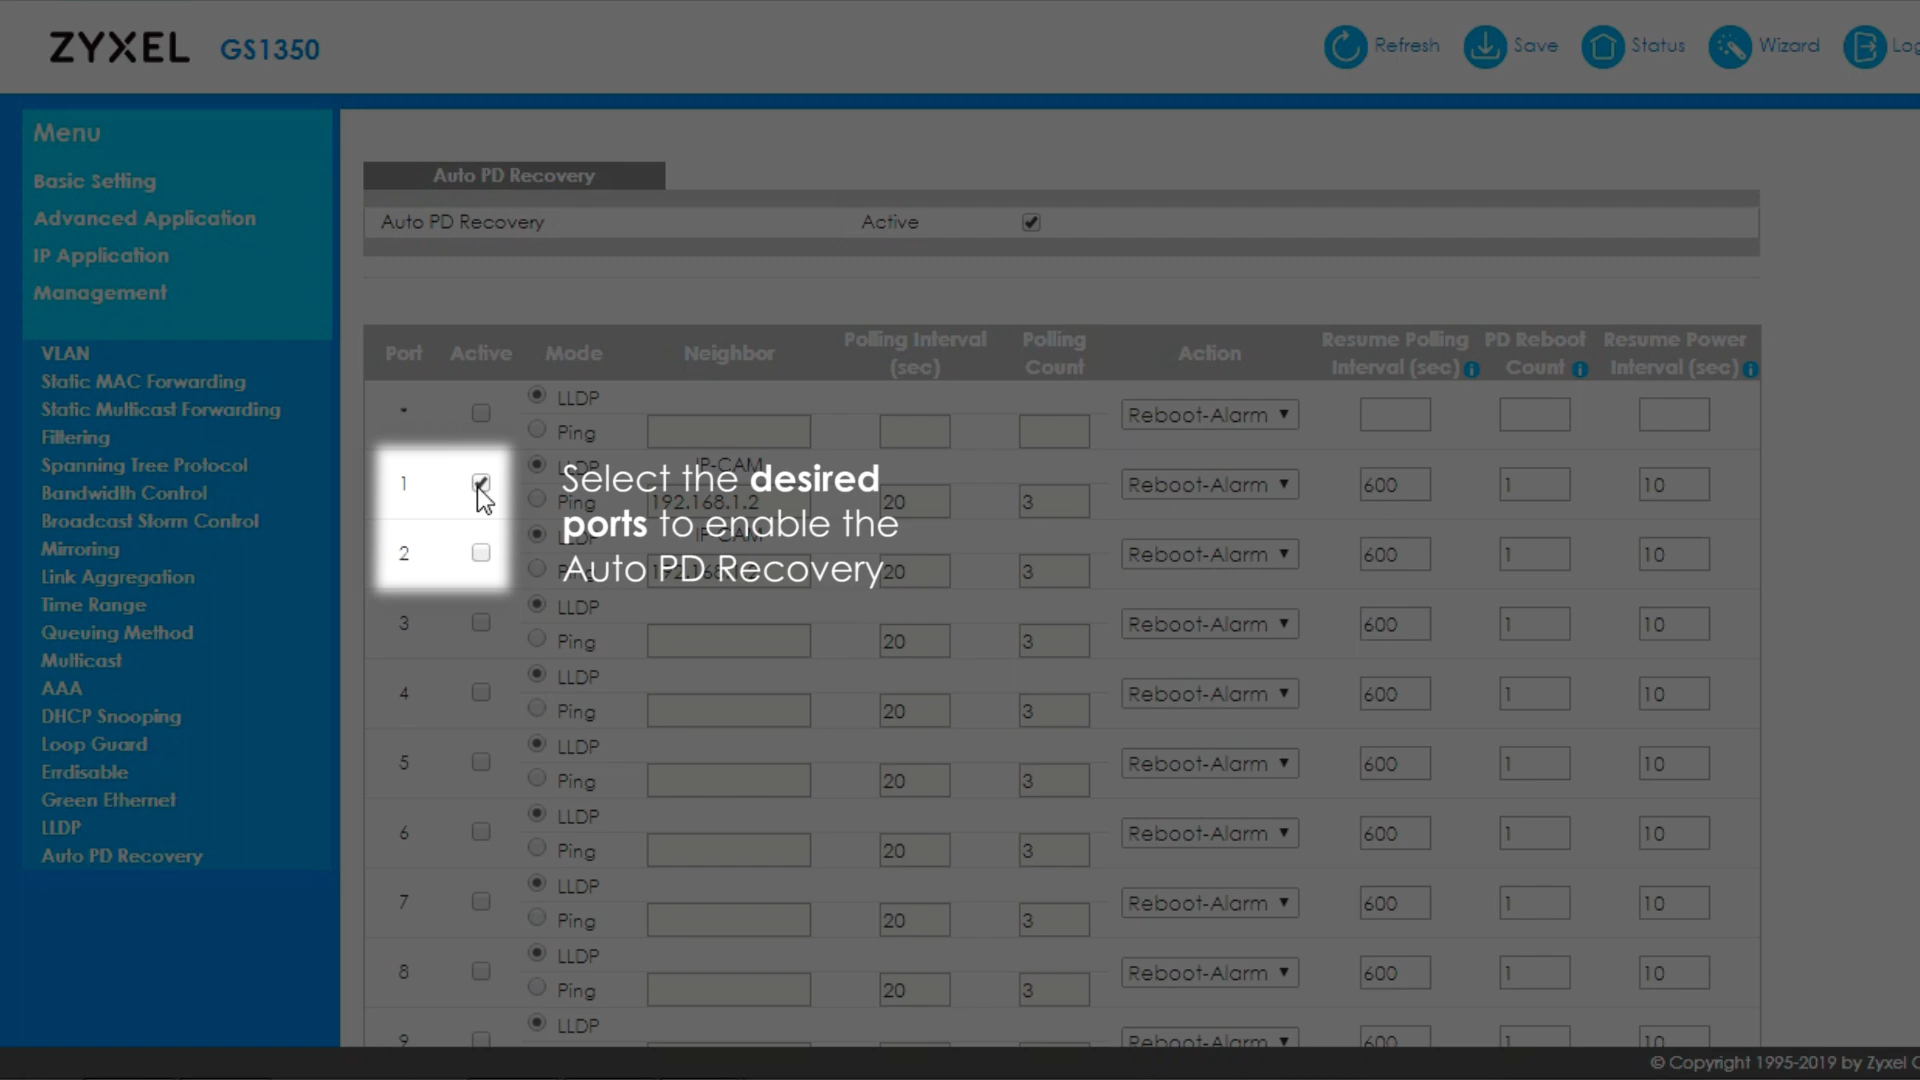 ZYXEL GS1350
Refresh Save Status Wizard
Menu
Basic Setting
Advanced Application
IP Application
Management
VLAN
Static MAC Forwarding
Static Multicast Forwarding
Filtering
Spanning Tree Protocol
Bandwidth Control
Broadcast Storm Control
Mirroring
Link Aggregation
Time Range
Queuing Method
Multicast
AAA
DHCP Snooping
Loop Guard
Errdisable
Green Ethernet
LLDP
Auto PD Recovery
Auto PD Recovery
Auto PD Recovery Active
Port Active Mode Neighbor Polling Interval (sec) Polling Count Action Resume Polling Interval (sec) PD Reboot Count Resume Power Interval (sec)
- LLDP Reboot-Alarm
Ping
1 LLDP IP-CAM Reboot-Alarm 600 1 10
Ping 192.168.1.2 20 3
2 LLDP IP-CAM Reboot-Alarm 600 1 10
20 3
Select the desired
ports to enable the
Auto PD Recovery
3 LLDP Reboot-Alarm 600 1 10
Ping 20 3
4 LLDP Reboot-Alarm 600 1 10
Ping 20 3
5 LLDP Reboot-Alarm 600 1 10
Ping 20 3
6 LLDP Reboot-Alarm 600 1 10
Ping 20 3
7 LLDP Reboot-Alarm 600 1 10
Ping 20 3
8 LLDP Reboot-Alarm 600 1 10
Ping 20 3
9 LLDP Reboot-Alarm 600 1 10
© Copyright 1995-2019 by Zyxel